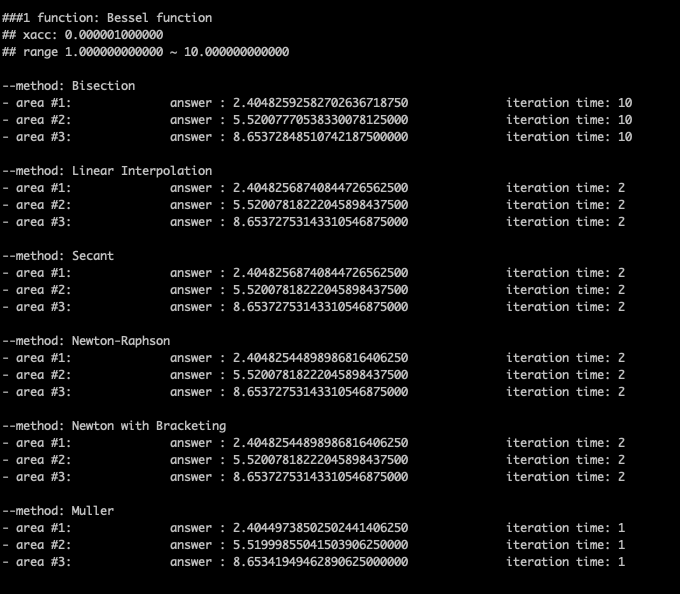 ###1 function: Bessel function
## xacc: 0.000001000000
## range 1.000000000000 ~ 10.000000000000
--method: Bisection
- area #1: answer : 2.40482592582702636718750 iteration time: 10
- area #2: answer : 5.52007770538330078125000 iteration time: 10
- area #3: answer : 8.65372848510742187500000 iteration time: 10
--method: Linear Interpolation
- area #1: answer : 2.40482568740844726562500 iteration time: 2
- area #2: answer : 5.52007818222045898437500 iteration time: 2
- area #3: answer : 8.65372753143310546875000 iteration time: 2
--method: Secant
- area #1: answer : 2.40482568740844726562500 iteration time: 2
- area #2: answer : 5.52007818222045898437500 iteration time: 2
- area #3: answer : 8.65372753143310546875000 iteration time: 2
--method: Newton-Raphson
- area #1: answer : 2.40482544898986816406250 iteration time: 2
- area #2: answer : 5.52007818222045898437500 iteration time: 2
- area #3: answer : 8.65372753143310546875000 iteration time: 2
--method: Newton with Bracketing
- area #1: answer : 2.40482544898986816406250 iteration time: 2
- area #2: answer : 5.52007818222045898437500 iteration time: 2
- area #3: answer : 8.65372753143310546875000 iteration time: 2
--method: Muller
- area #1: answer : 2.40449738502502441406250 iteration time: 1
- area #2: answer : 5.51999855041503906250000 iteration time: 1
- area #3: answer : 8.65341949462890625000000 iteration time: 1